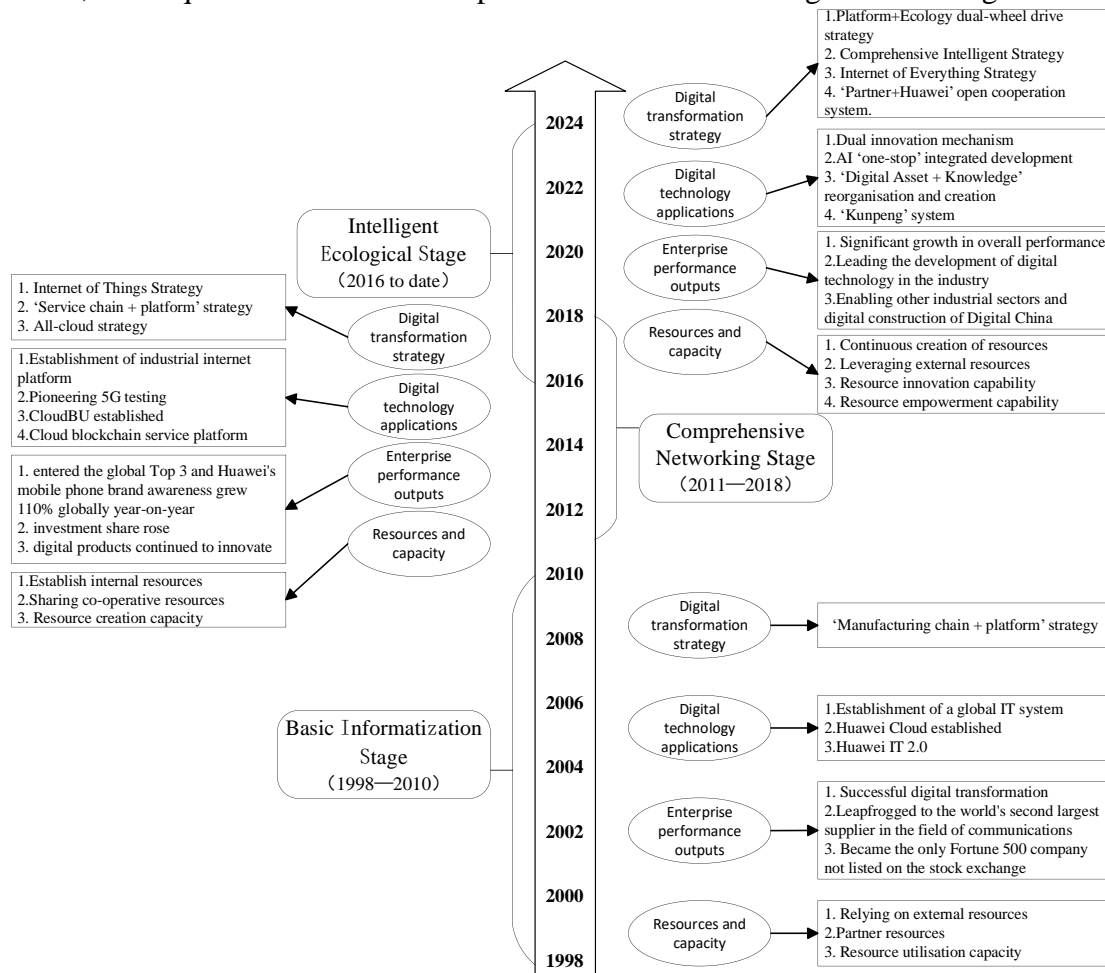 1.Platform+Ecology dual-wheel drive
strategy
2. Comprehensive Intelligent Strategy
3. Internet of Everything Strategy
4. ‘Partner+Huawei’ open cooperation
system.
Digital
transformation
strategy
2024
1.Dual innovation mechanism
2.AI ‘one-stop’ integrated development
3. ‘Digital Asset + Knowledge’
reorganisation and creation
4. ‘Kunpeng’ system
Digital
technology
applications
2022
Intelligent
Ecological Stage
（2016 to date）
2020
Enterprise
performance
outputs
1. Significant growth in overall performance
2.Leading the development of digital
technology in the industry
3.Enabling other industrial sectors and
digital construction of Digital China
1. Internet of Things Strategy
2. ‘Service chain + platform’ strategy
3. All-cloud strategy
Digital
transformation
strategy
2018
Resources and
capacity
1. Continuous creation of resources
2. Leveraging external resources
3. Resource innovation capability
4. Resource empowerment capability
1.Establishment of industrial internet
platform
2.Pioneering 5G testing
3.CloudBU established
4.Cloud blockchain service platform
Digital
technology
applications
2016
2014
Comprehensive
Networking Stage
（2011—2018）
1. entered the global Top 3 and Huawei's
mobile phone brand awareness grew
110% globally year-on-year
2. investment share rose
3. digital products continued to innovate
Enterprise
performance
outputs
2012
Resources and
capacity
1.Establish internal resources
2.Sharing co-operative resources
3. Resource creation capacity
2010
Digital
transformation
strategy
‘Manufacturing chain + platform’ strategy
2008
2006
Digital
technology
applications
1.Establishment of a global IT system
2.Huawei Cloud established
3.Huawei IT 2.0
Basic Informatization
Stage
（1998—2010）
2004
2002
Enterprise
performance
outputs
1. Successful digital transformation
2.Leapfrogged to the world's second largest
supplier in the field of communications
3. Became the only Fortune 500 company
not listed on the stock exchange
2000
Resources and
capacity
1. Relying on external resources
2.Partner resources
3. Resource utilisation capacity
1998